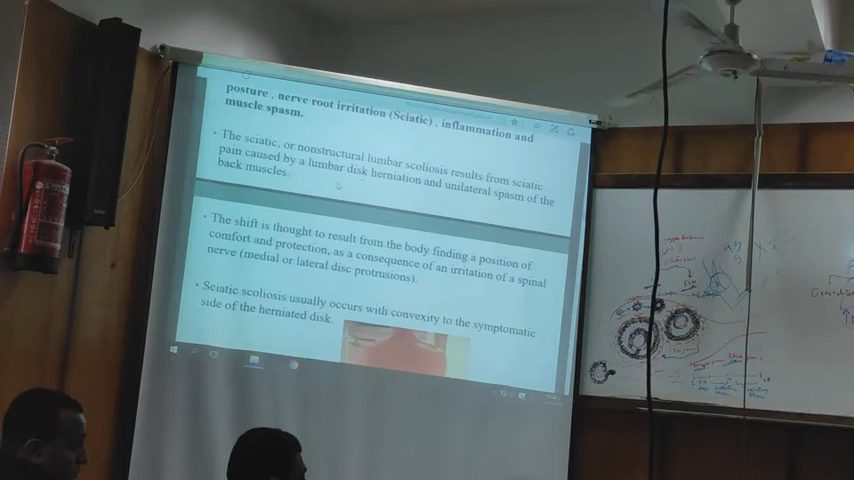 posture , nerve root irritation (Sciatic) , inflammation and
muscle spasm.
• The sciatic, or nonstructural lumbar scoliosis results from sciatic
pain caused by a lumbar disk herniation and unilateral spasm of the
back muscles.
• The shift is thought to result from the body finding a position of
comfort and protection, as a consequence of an irritation of a spinal
nerve (medial or lateral disc protrusions).
• Sciatic scoliosis usually occurs with convexity to the symptomatic
side of the herniated disk.